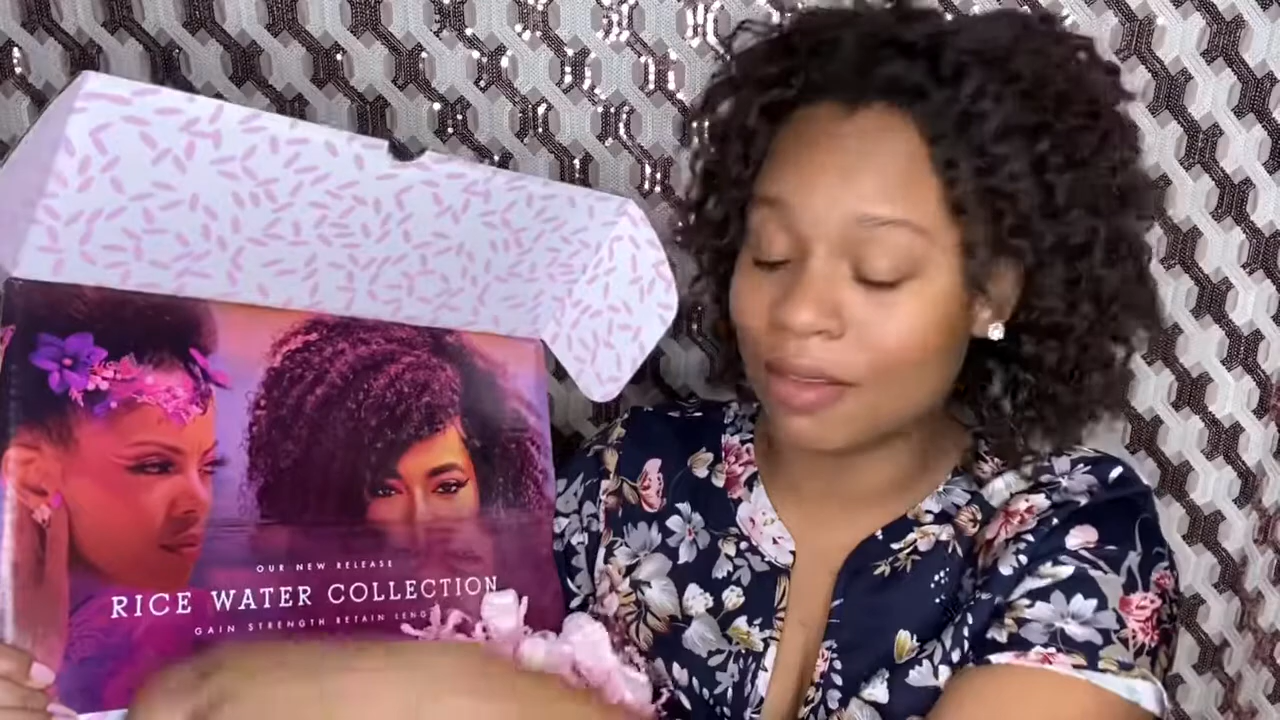 OUR NEW RELEASE
RICE WATER COLLECTION
GAIN STRENGTH RETAIN